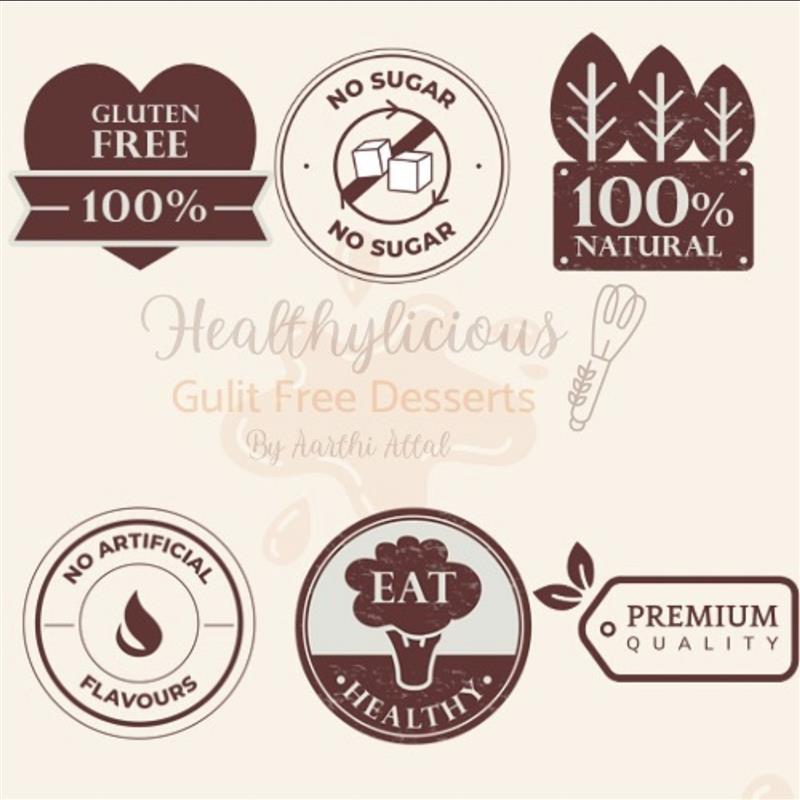 GLUTEN
FREE
100%
NO SUGAR
NO SUGAR
100%
NATURAL
Healthylicious
Gulit Free Desserts
By Aarthi Attal
NO ARTIFICIAL
FLAVOURS
EAT
HEALTHY
PREMIUM
QUALITY